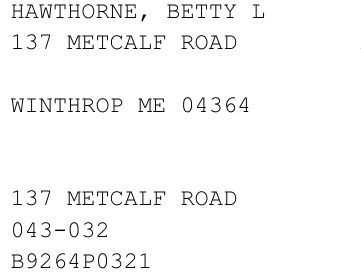 HAWTHORNE, BETTY L
137 METCALF ROAD
WINTHROP ME 04364
137 METCALF ROAD
043-032
B9264P0321